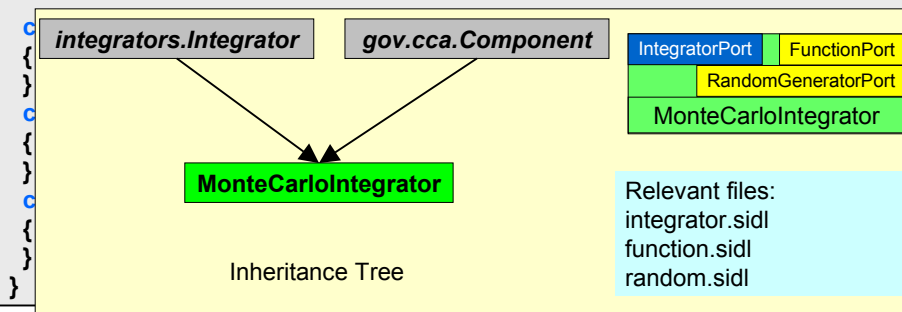 c
{
}
c
{
}
c
{
}
}
integrators.Integrator gov.cca.Component
MonteCarloIntegrator
Inheritance Tree
IntegratorPort FunctionPort
RandomGeneratorPort
MonteCarloIntegrator
Relevant files:
integrator.sidl
function.sidl
random.sidl